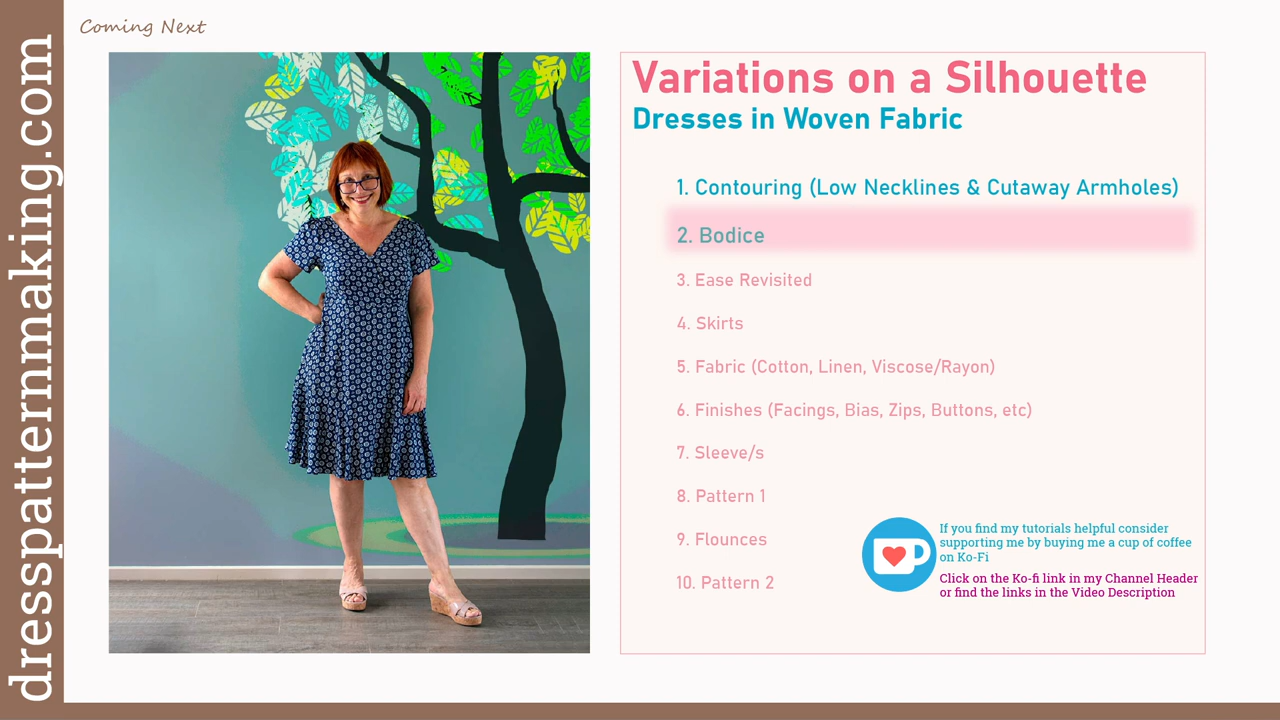 Coming Next
dresspatternmaking.com
Variations on a Silhouette
Dresses in Woven Fabric
1. Contouring (Low Necklines & Cutaway Armholes)
2. Bodice
3. Ease Revisited
4. Skirts
5. Fabric (Cotton, Linen, Viscose/Rayon)
6. Finishes (Facings, Bias, Zips, Buttons, etc)
7. Sleeve/s
8. Pattern 1
9. Flounces
10. Pattern 2
If you find my tutorials helpful consider
supporting me by buying me a cup of coffee
on Ko-Fi
Click on the Ko-fi link in my Channel Header
or find the links in the Video Description